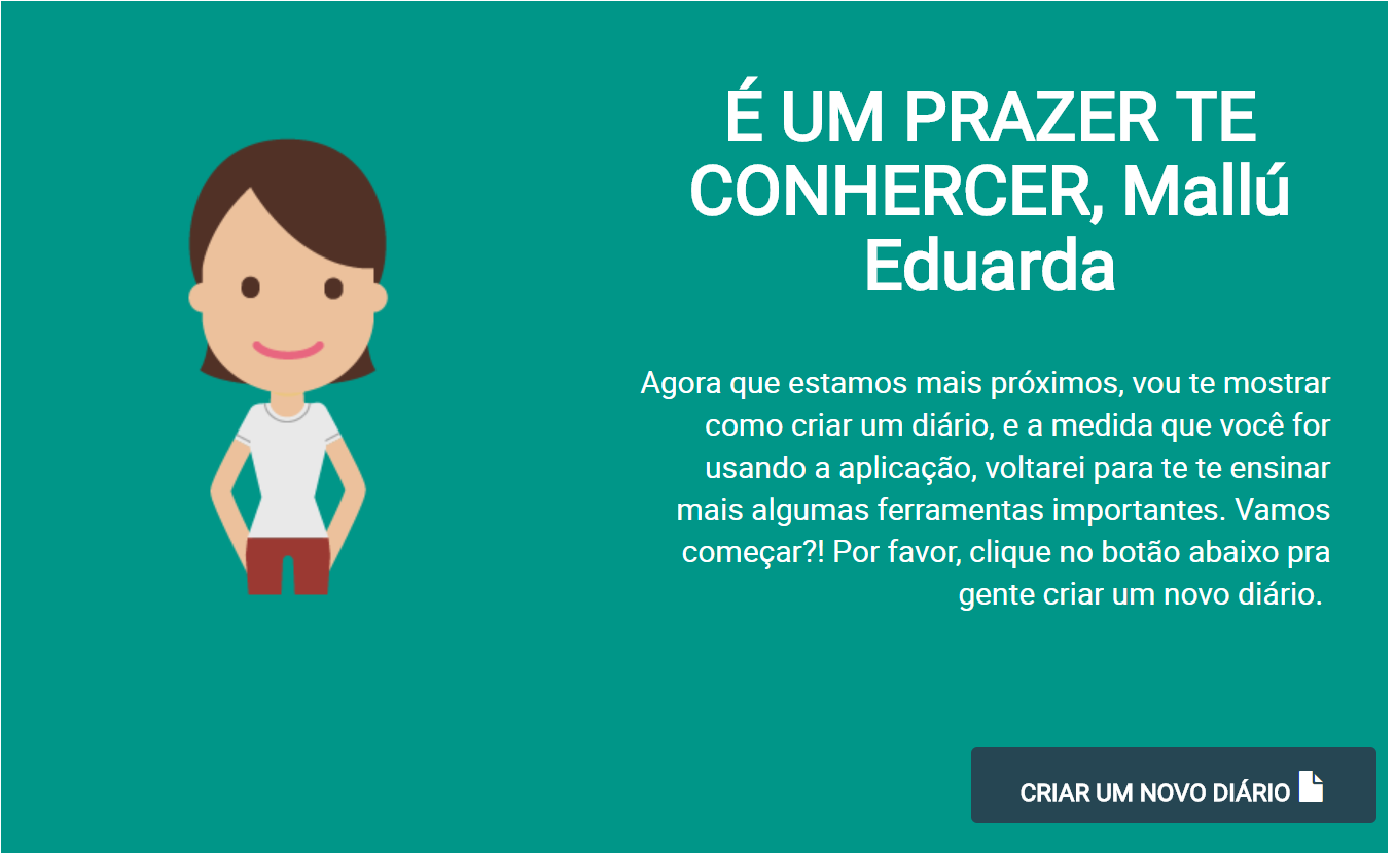 É UM PRAZER TE
CONHERCER, Mallú
Eduarda
Agora que estamos mais próximos, vou te mostrar
como criar um diário, e a medida que você for
usando a aplicação, voltarei para te te ensinar
mais algumas ferramentas importantes. Vamos
começar?! Por favor, clique no botão abaixo pra
gente criar um novo diário.
CRIAR UM NOVO DIÁRIO